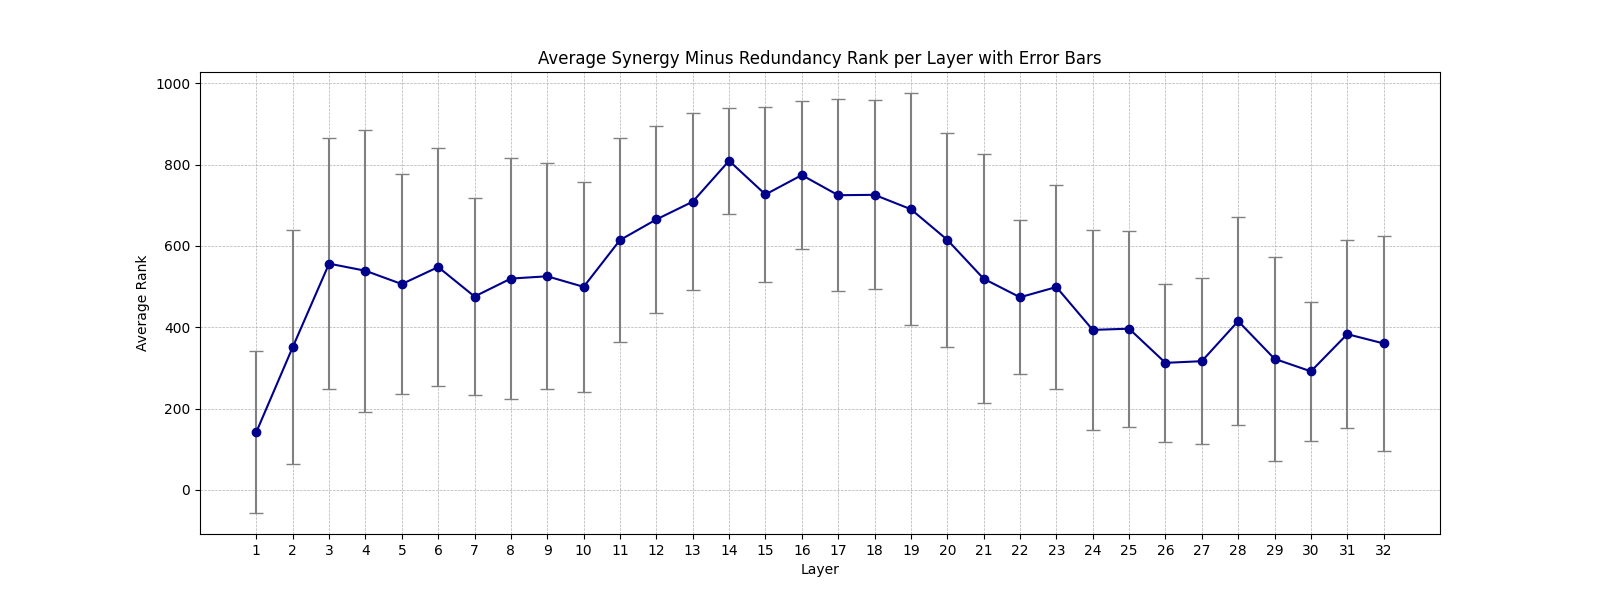 Average Synergy Minus Redundancy Rank per Layer with Error Bars
Average Rank
1000
800
600
400
200
0
1 2 3 4 5 6 7 8 9 10 11 12 13 14 15 16 17 18 19 20 21 22 23 24 25 26 27 28 29 30 31 32
Layer